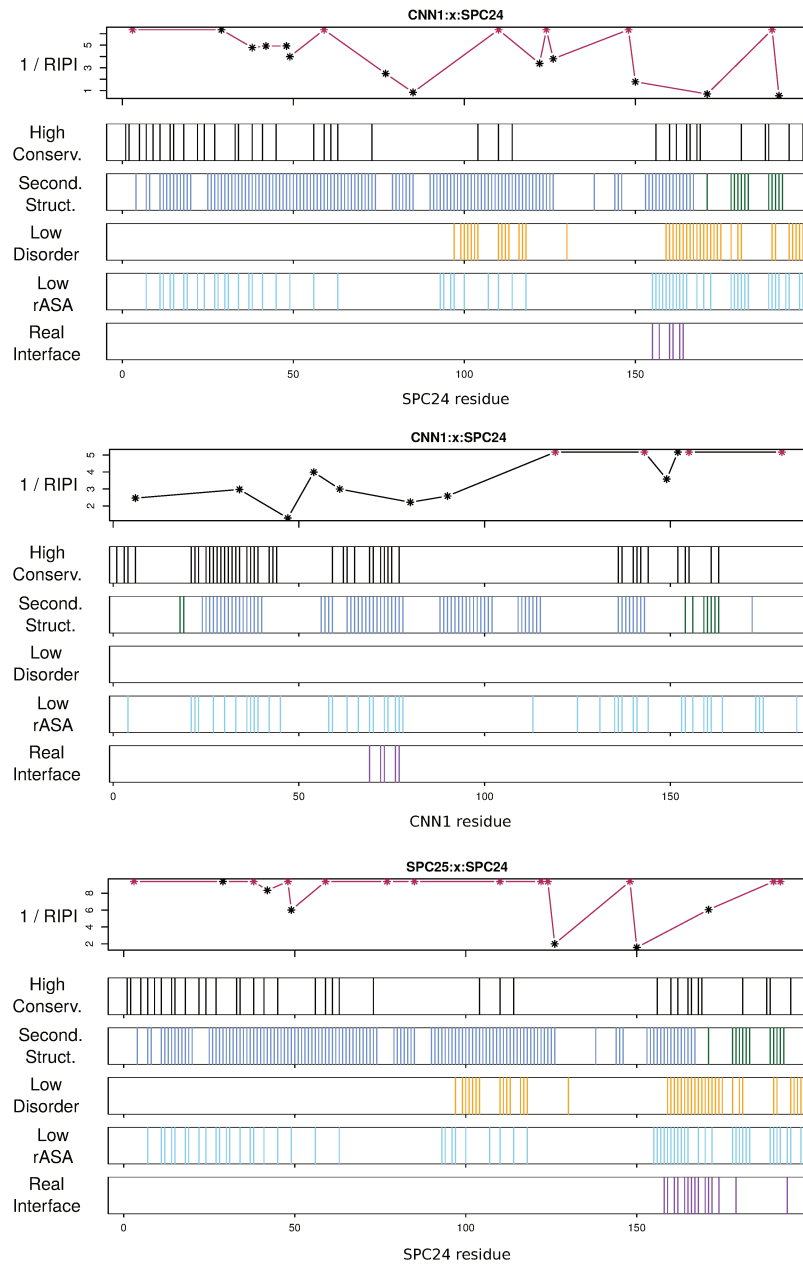 CNN1:x:SPC24
1 / RIPI
1 3 5
High
Conserv.
Second.
Struct.
Low
Disorder
Low
rASA
Real
Interface
0 50 100 150
SPC24 residue
CNN1:x:SPC24
1 / RIPI
2 3 4 5
High
Conserv.
Second.
Struct.
Low
Disorder
Low
rASA
Real
Interface
0 50 100 150
CNN1 residue
SPC25:x:SPC24
1 / RIPI
2 4 6 8
High
Conserv.
Second.
Struct.
Low
Disorder
Low
rASA
Real
Interface
0 50 100 150
SPC24 residue